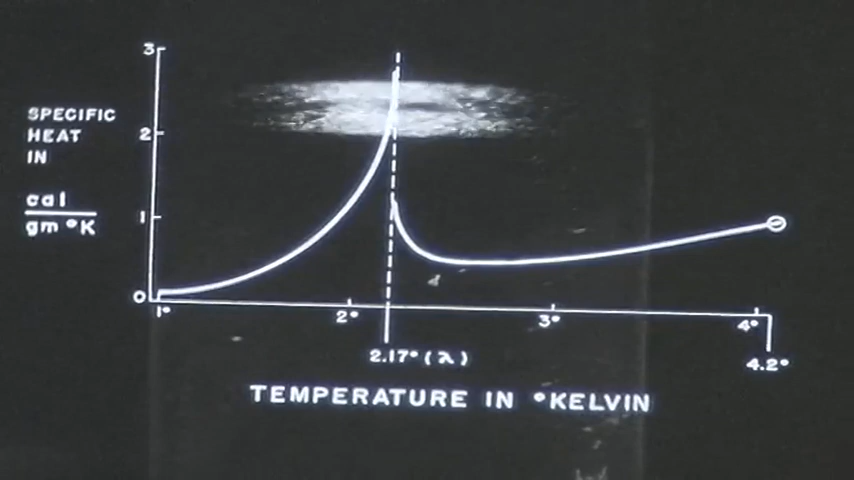 3
SPECIFIC
HEAT
IN
cal
gm °K
2
1
0
1°
2°
3°
4°
2.17° (λ)
4.2°
TEMPERATURE IN °KELVIN